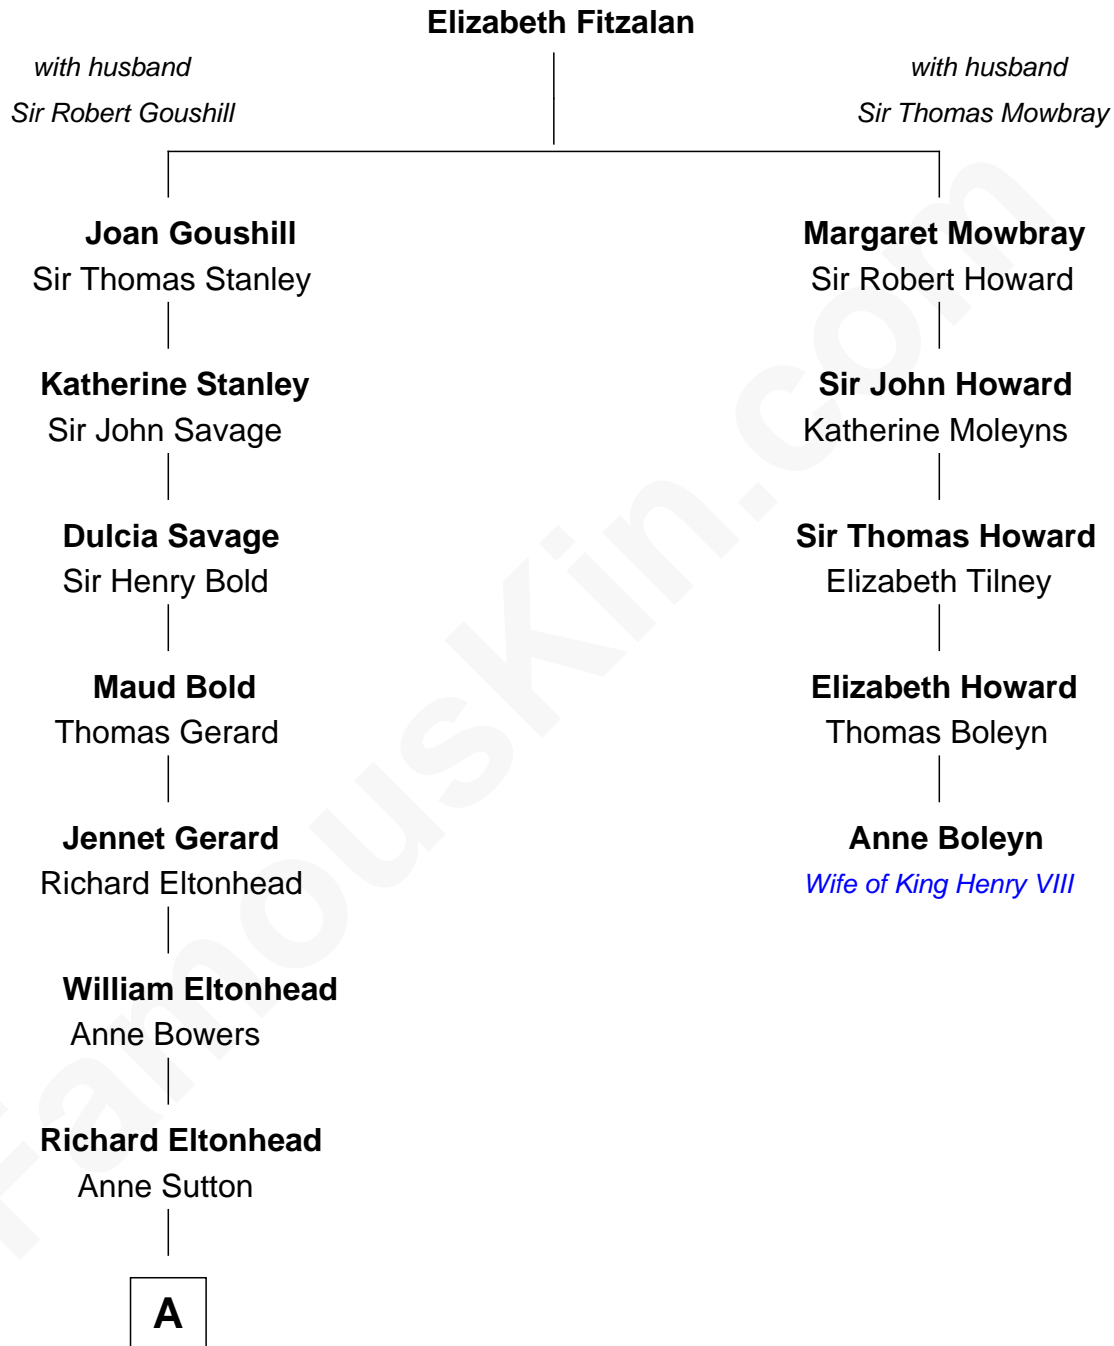 Elizabeth Fitzalan
with husband
Sir Robert Goushill
with husband
Sir Thomas Mowbray
Joan Goushill
Sir Thomas Stanley
Margaret Mowbray
Sir Robert Howard
Katherine Stanley
Sir John Savage
Sir John Howard
Katherine Moleyns
Dulcia Savage
Sir Henry Bold
Sir Thomas Howard
Elizabeth Tilney
Maud Bold
Thomas Gerard
Elizabeth Howard
Thomas Boleyn
Jennet Gerard
Richard Eltonhead
Anne Boleyn
Wife of King Henry VIII
William Eltonhead
Anne Bowers
Richard Eltonhead
Anne Sutton
A
FamousKin.com